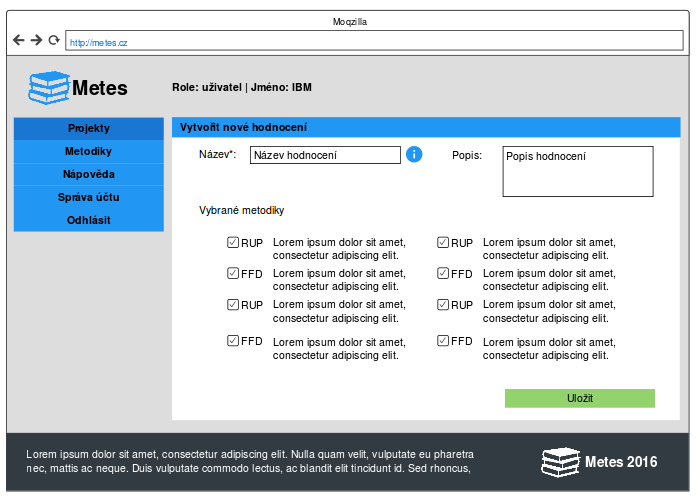 Moqzilla
http://metes.cz
Metes
Role: uživatel | Jméno: IBM
Projekty
Metodiky
Nápověda
Správa účtu
Odhlásit
Vytvořit nové hodnocení
Název*:
Název hodnocení
i
Popis:
Popis hodnocení
Vybrané metodiky
RUP
Lorem ipsum dolor sit amet,
consectetur adipiscing elit.
RUP
Lorem ipsum dolor sit amet,
consectetur adipiscing elit.
FFD
Lorem ipsum dolor sit amet,
consectetur adipiscing elit.
FFD
Lorem ipsum dolor sit amet,
consectetur adipiscing elit.
RUP
Lorem ipsum dolor sit amet,
consectetur adipiscing elit.
RUP
Lorem ipsum dolor sit amet,
consectetur adipiscing elit.
FFD
Lorem ipsum dolor sit amet,
consectetur adipiscing elit.
FFD
Lorem ipsum dolor sit amet,
consectetur adipiscing elit.
Uložit
Lorem ipsum dolor sit amet, consectetur adipiscing elit. Nulla quam velit, vulputate eu pharetra
nec, mattis ac neque. Duis vulputate commodo lectus, ac blandit elit tincidunt id. Sed rhoncus,
Metes 2016